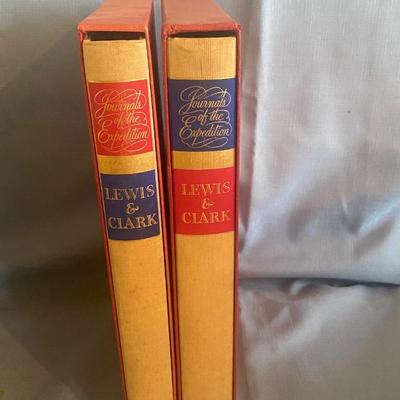 Journals
of the
Expedition
LEWIS
&
CLARK
Journals
of the
Expedition
LEWIS
&
CLARK